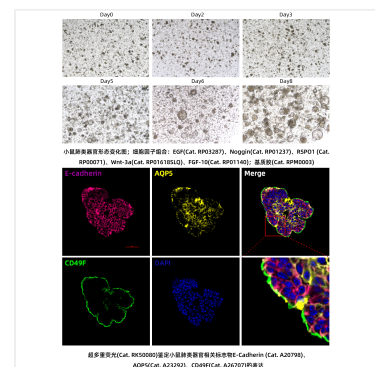 Day0 Day2 Day3
Day5 Day6 Day8
小鼠肺类器官形态变化图；细胞因子组合：EGF(Cat. RP03287)、Noggin(Cat. RP01237)、RSPO1 (Cat.
RP00071)、Wnt-3a(Cat. RP01618SLQ)、FGF-10(Cat. RP01140)；基质胶(Cat. RPM0003)
E-cadherin AQP5 Merge
CD49F DAPI
超多重荧光(Cat. RK50080)鉴定小鼠肺类器官相关标志物E-Cadherin (Cat. A20798)、
AQP5(Cat. A23292)、CD49F(Cat. A26707)的表达